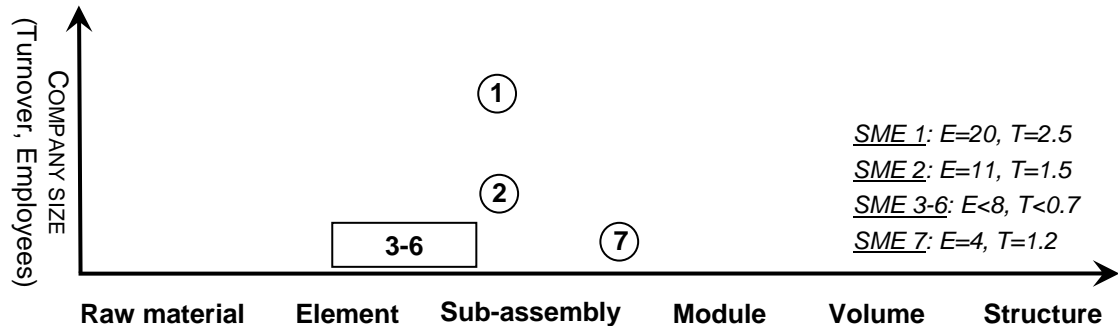 COMPANY SIZE
(Turnover, Employees)
1
2
3-6
7
SME 1: E=20, T=2.5
SME 2: E=11, T=1.5
SME 3-6: E<8, T<0.7
SME 7: E=4, T=1.2
Raw material Element Sub-assembly Module Volume Structure